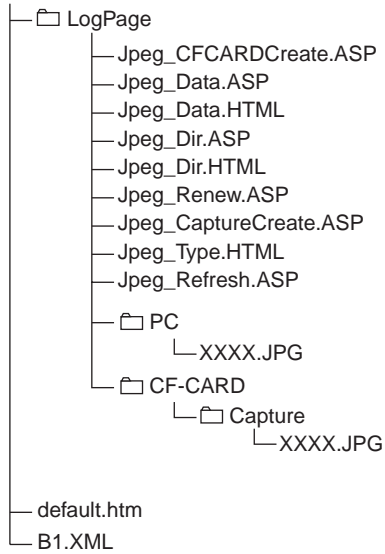 LogPage
Jpeg_CFCARDCreate.ASP
Jpeg_Data.ASP
Jpeg_Data.HTML
Jpeg_Dir.ASP
Jpeg_Dir.HTML
Jpeg_Renew.ASP
Jpeg_CaptureCreate.ASP
Jpeg_Type.HTML
Jpeg_Refresh.ASP
PC
XXXX.JPG
CF-CARD
Capture
XXXX.JPG
default.htm
B1.XML